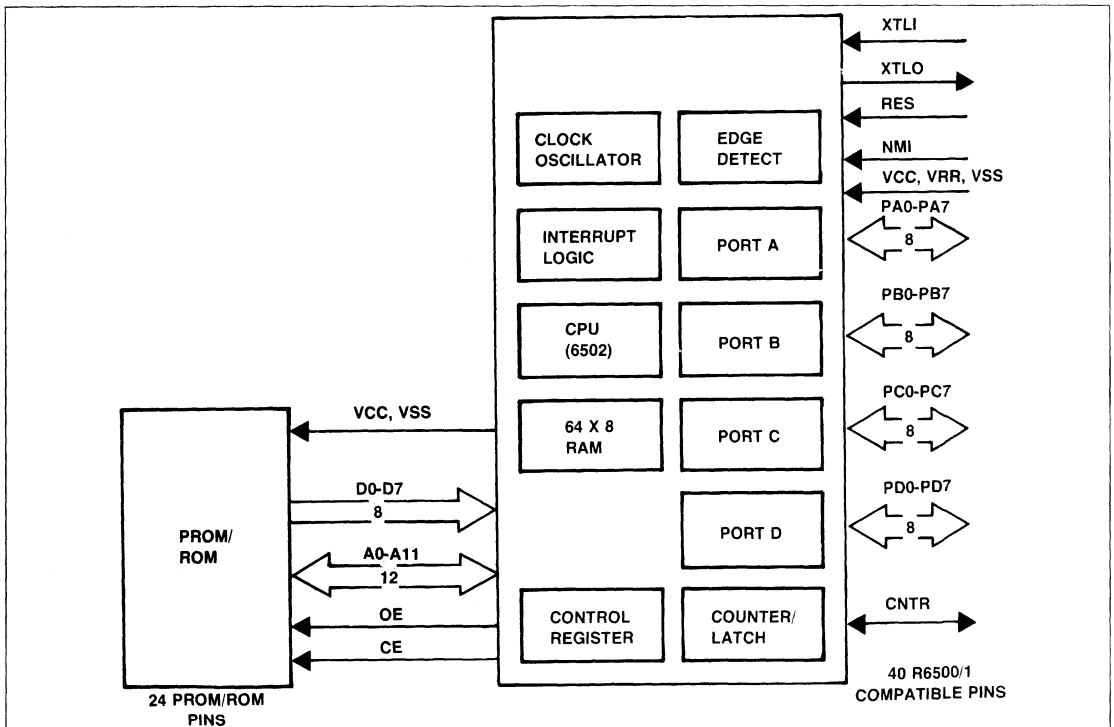 XTLI
XTLO
RES
NMI
VCC, VRR, VSS
CLOCK
OSCILLATOR
EDGE
DETECT
PA0-PA7
8
INTERRUPT
LOGIC
PORT A
PB0-PB7
8
CPU
(6502)
PORT B
PC0-PC7
8
64 X 8
RAM
PORT C
VCC, VSS
D0-D7
8
PD0-PD7
8
PORT D
PROM/
ROM
A0-A11
12
OE
CE
CONTROL
REGISTER
COUNTER/
LATCH
CNTR
24 PROM/ROM
PINS
40 R6500/1
COMPATIBLE PINS